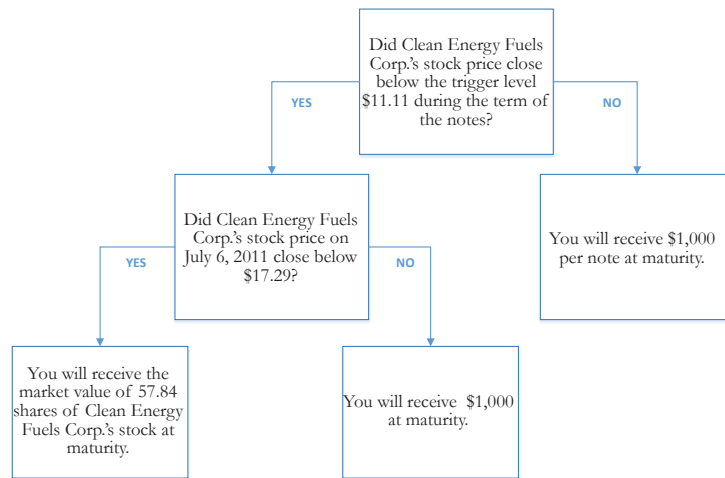 Did Clean Energy Fuels
Corp.'s stock price close
below the trigger level
$11.11 during the term of
the notes?
YES
NO
Did Clean Energy Fuels
Corp.'s stock price on
July 6, 2011 close below
$17.29?
You will receive $1,000
per note at maturity.
YES
NO
You will receive the
market value of 57.84
shares of Clean Energy
Fuels Corp.'s stock at
maturity.
You will receive $1,000
at maturity.